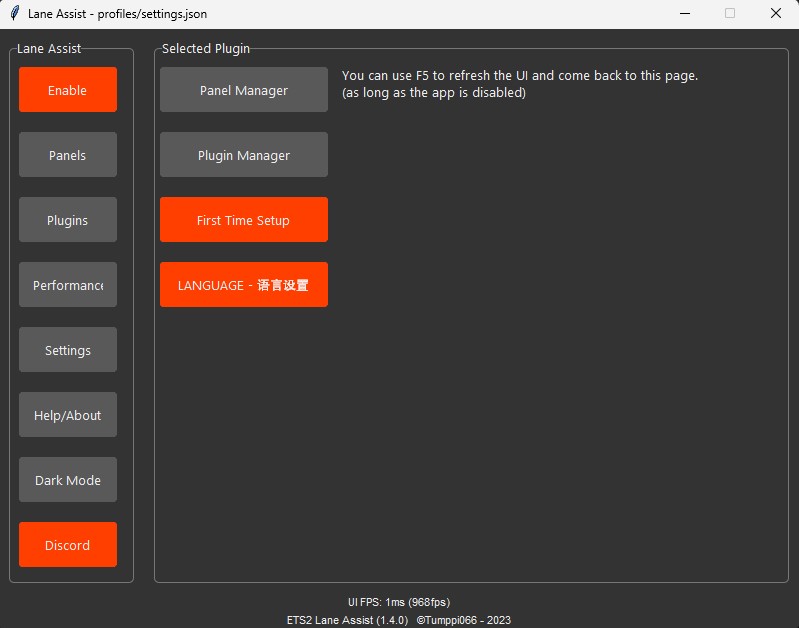 Lane Assist - profiles/settings.json
Lane Assist
Enable
Panels
Plugins
Performance
Settings
Help/About
Dark Mode
Discord
Selected Plugin
Panel Manager
Plugin Manager
First Time Setup
LANGUAGE - 语言设置
You can use F5 to refresh the UI and come back to this page.
(as long as the app is disabled)
UI FPS: 1ms (968fps)
ETS2 Lane Assist (1.4.0) ©Tumppi066 - 2023